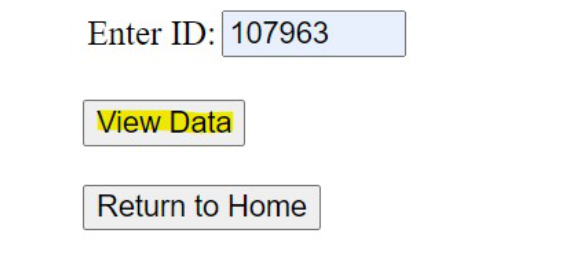 Enter ID: 107963
View Data
Return to Home